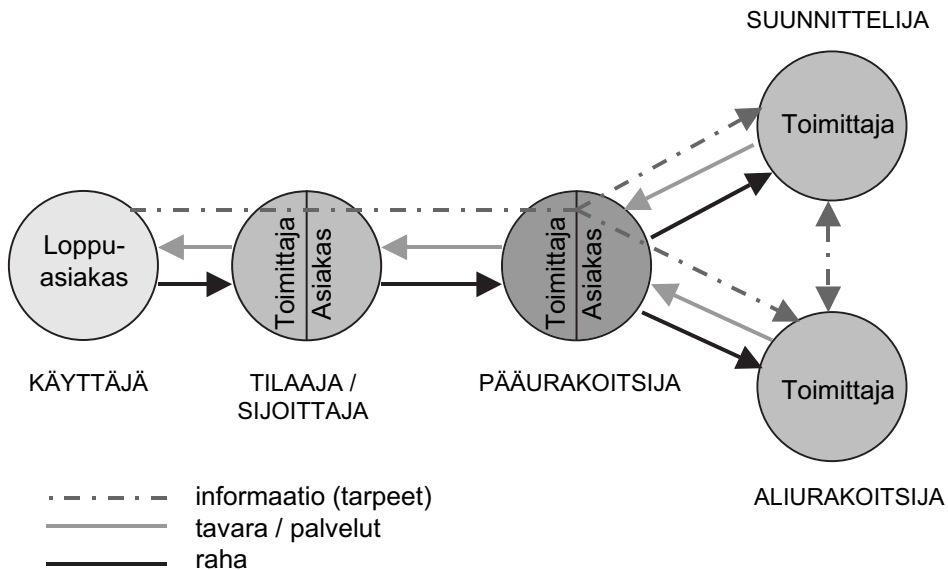 SUUNNITTELIJA
Toimittaja
Loppu-
asiakas
Toimittaja
Asiakas
Toimittaja
Asiakas
KÄYTTÄJÄ
TILAAJA /
SIJOITTAJA
PÄÄURAKOITSIJA
Toimittaja
ALIURAKOITSIJA
informaatio (tarpeet)
tavara / palvelut
raha